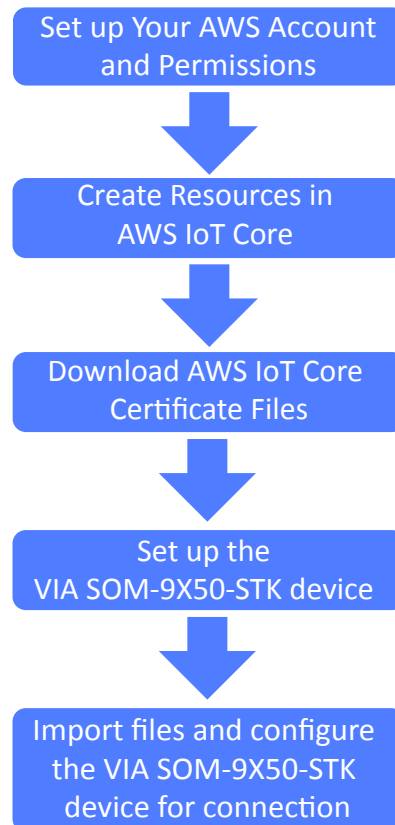 Set up Your AWS Account
and Permissions
Create Resources in
AWS IoT Core
Download AWS IoT Core
Certificate Files
Set up the
VIA SOM-9X50-STK device
Import files and configure
the VIA SOM-9X50-STK
device for connection